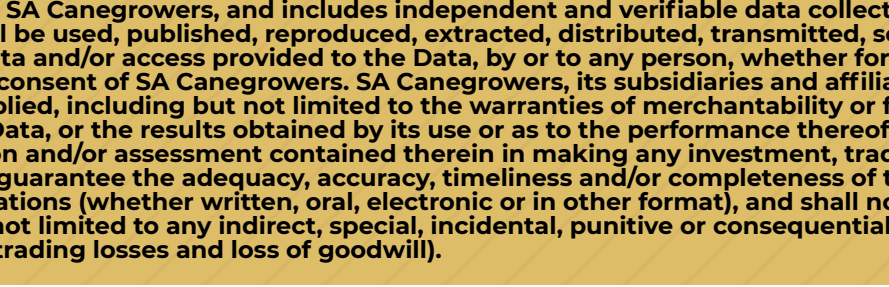 SA Canegrowers, and includes independent and verifiable data collect
l be used, published, reproduced, extracted, distributed, transmitted, s
ta and/or access provided to the Data, by or to any person, whether for
consent of SA Canegrowers. SA Canegrowers, its subsidiaries and affilia
plied, including but not limited to the warranties of merchantability or
Data, or the results obtained by its use or as to the performance thereof
on and/or assessment contained therein in making any investment, trad
guarantee the adequacy, accuracy, timeliness and/or completeness of t
ations (whether written, oral, electronic or in other format), and shall no
not limited to any indirect, special, incidental, punitive or consequential
trading losses and loss of goodwill).